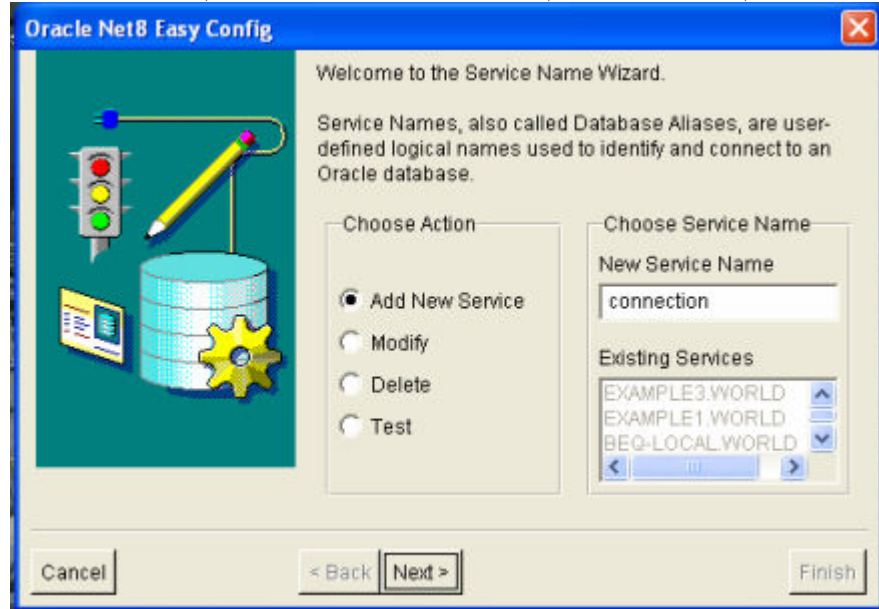 Oracle Net8 Easy Config
Welcome to the Service Name Wizard.
Service Names, also called Database Aliases, are user-
defined logical names used to identify and connect to an
Oracle database.
Choose Action
Add New Service
Modify
Delete
Test
Choose Service Name
New Service Name
connection
Existing Services
EXAMPLE3.WORLD
EXAMPLE1.WORLD
BEQ-LOCAL.WORLD
Cancel
< Back
Next >
Finish